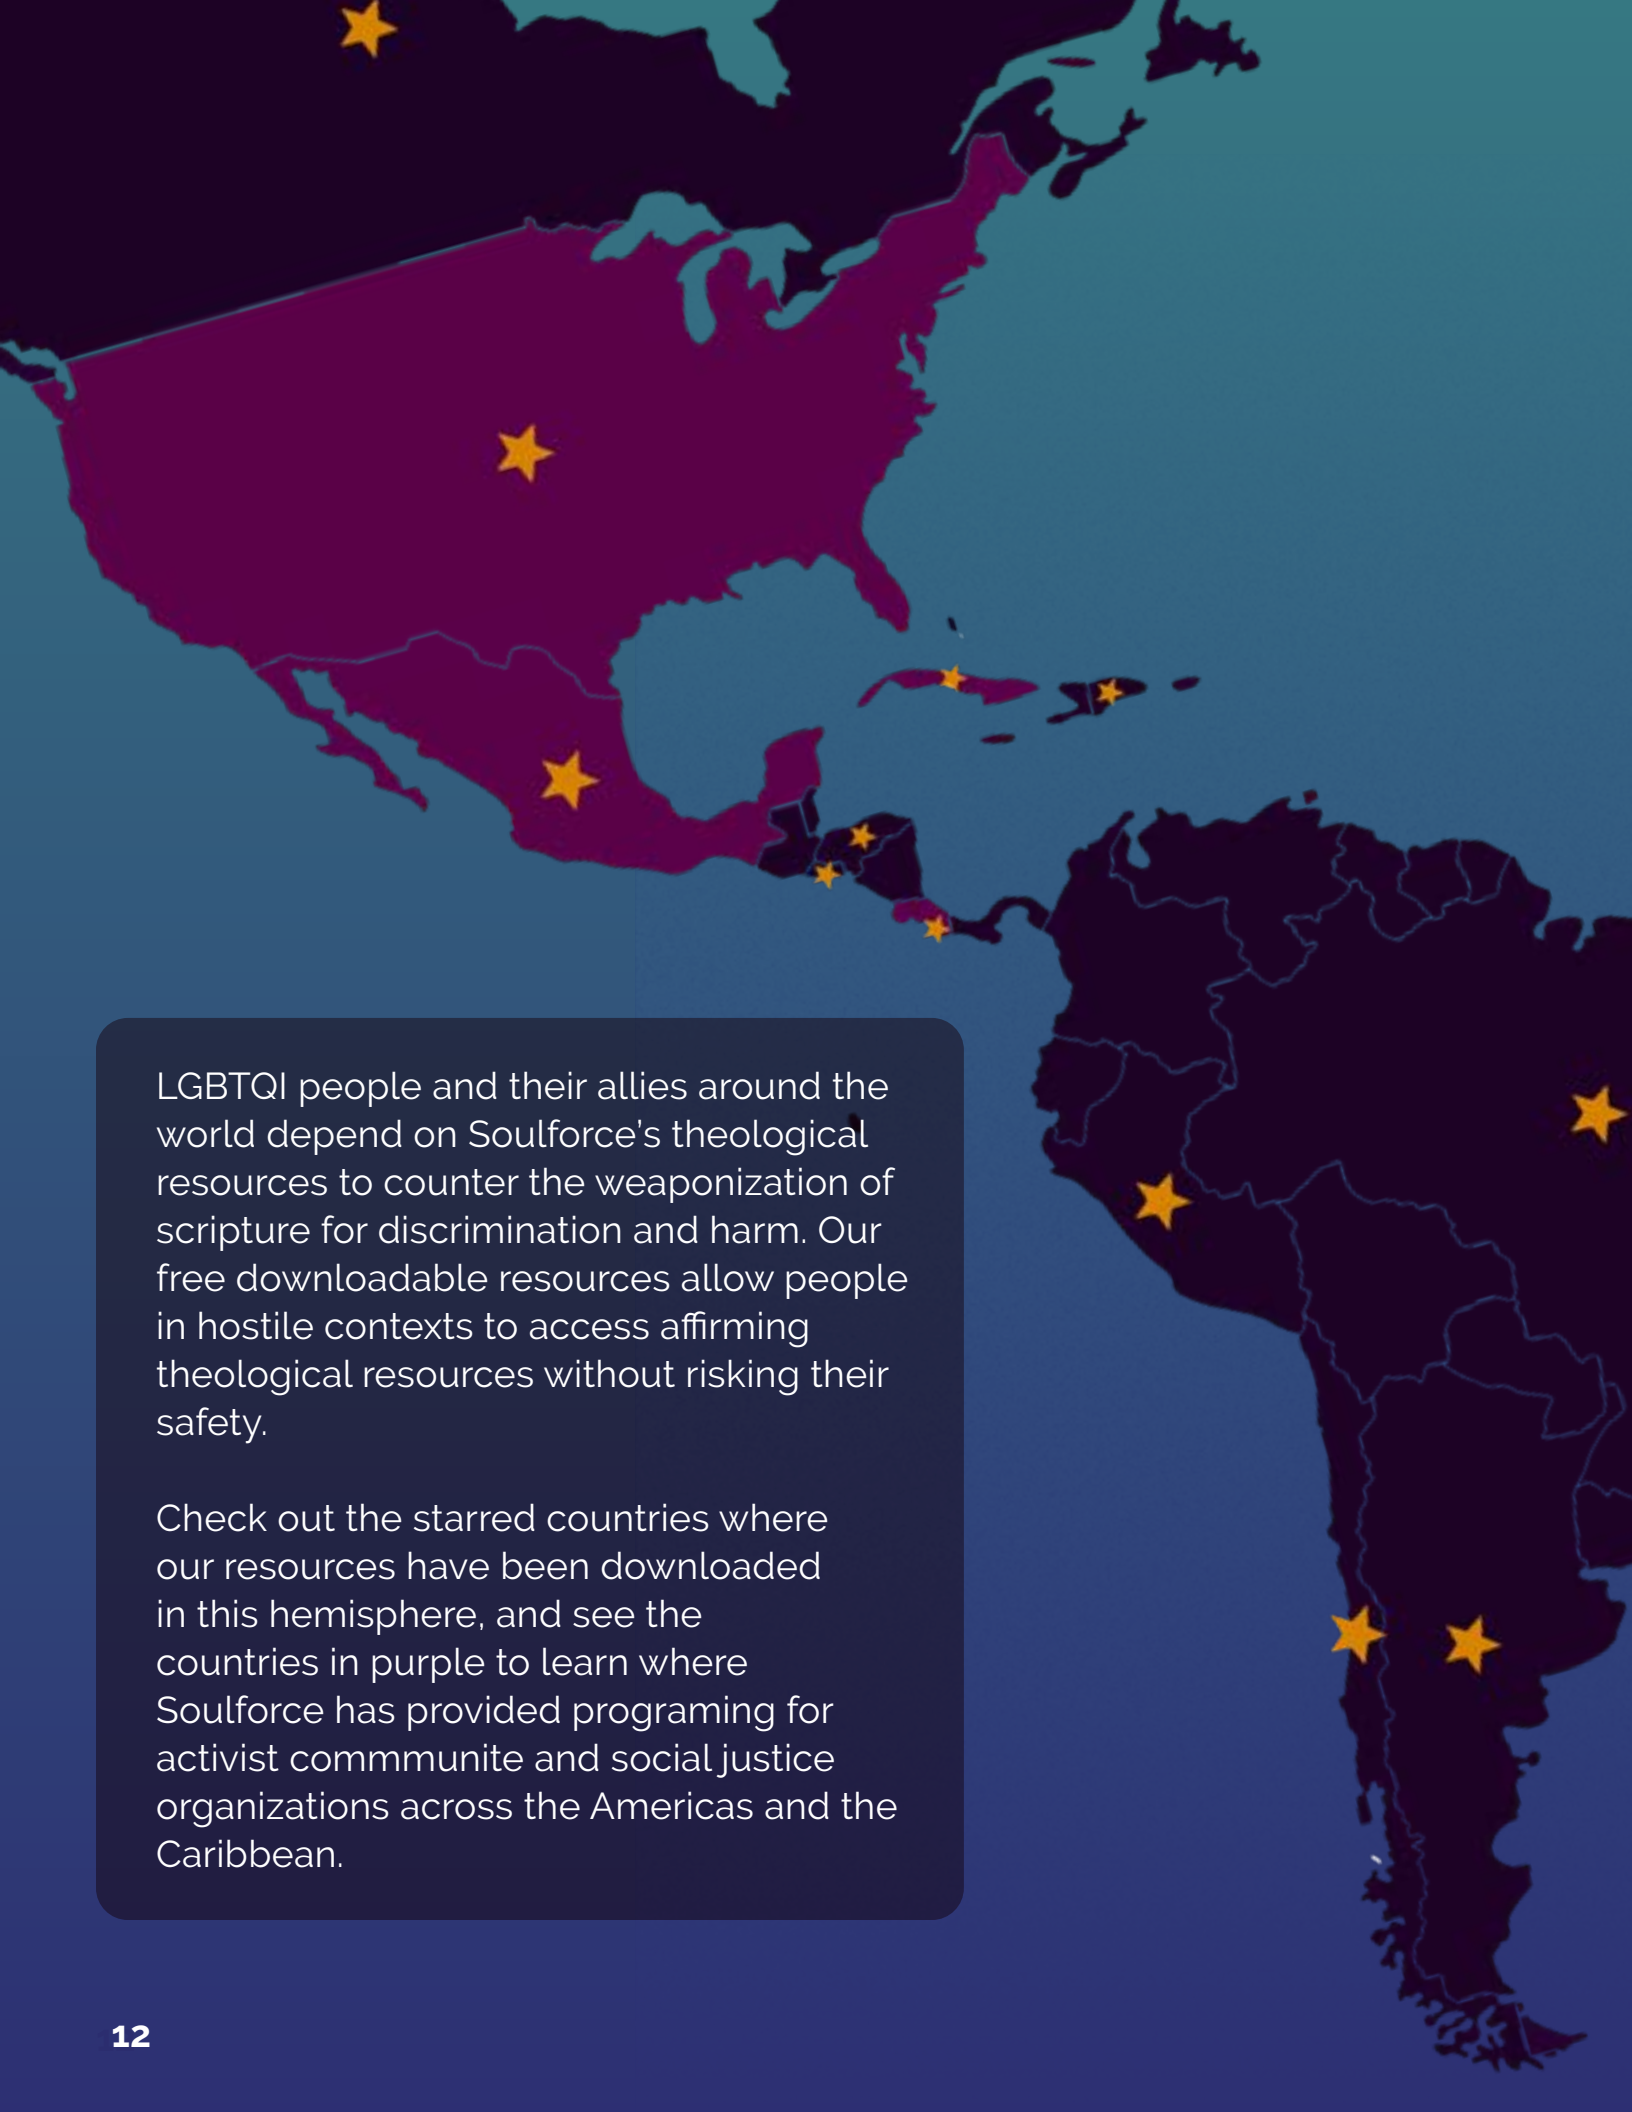 LGBTQI people and their allies around the
world depend on Soulforce’s theological
resources to counter the weaponization of
scripture for discrimination and harm. Our
free downloadable resources allow people
in hostile contexts to access affirming
theological resources without risking their
safety.
Check out the starred countries where
our resources have been downloaded
in this hemisphere, and see the
countries in purple to learn where
Soulforce has provided programing for
activist commmunite and social justice
organizations across the Americas and the
Caribbean.
12